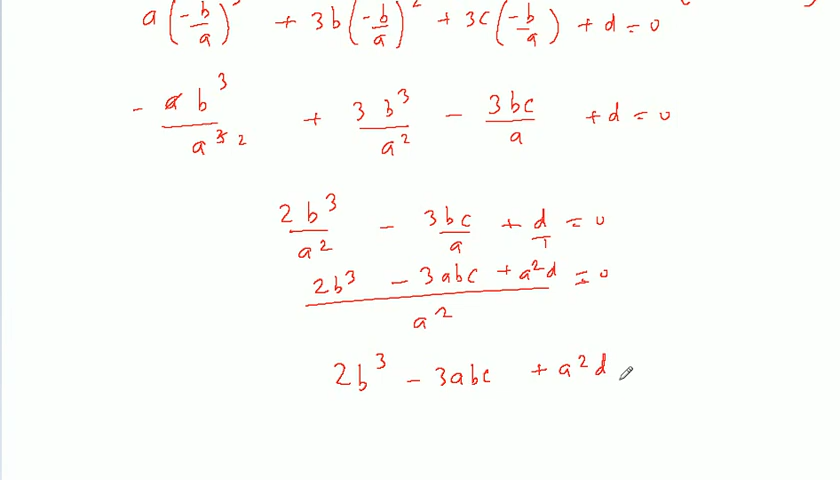 a(-b/a)³ + 3b(-b/a)² + 3c(-b/a) + d = 0
- ab³/a³ 2 + 3b³/a² - 3bc/a + d = 0
2b³/a² - 3bc/a + d/1 = 0
(2b³ - 3abc + a²d)/a² = 0
2b³ - 3abc + a²d